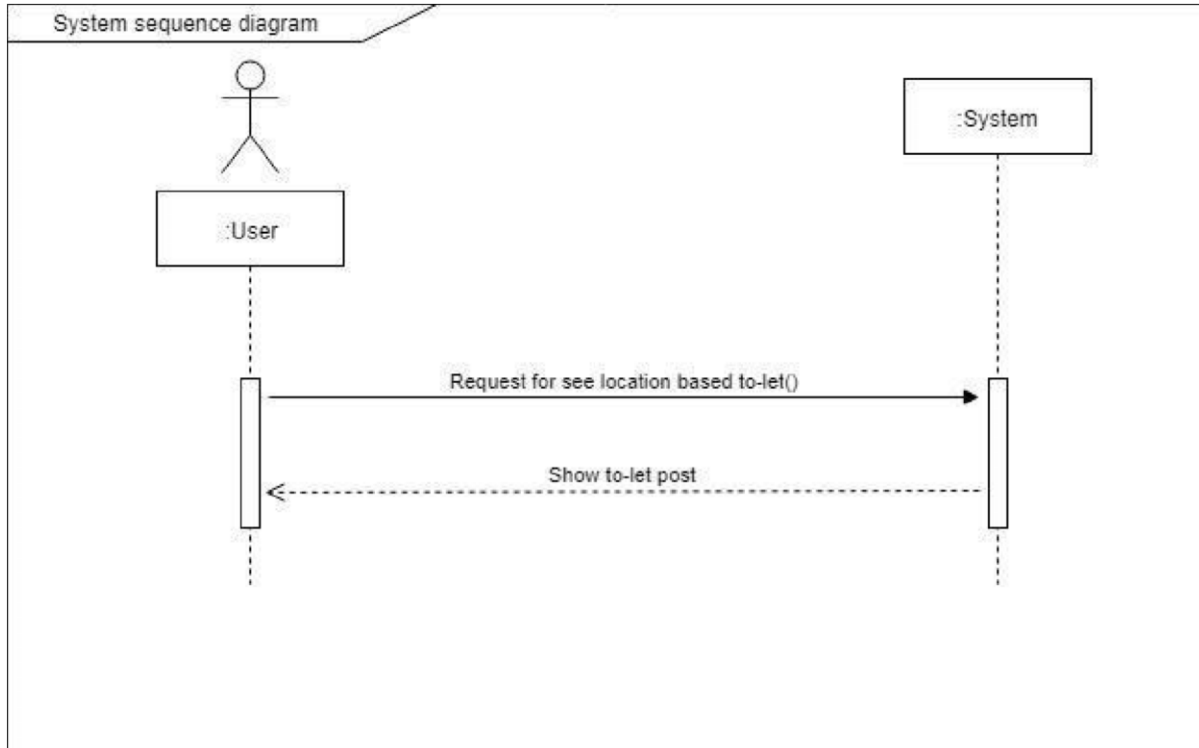 System sequence diagram
:System
:User
Request for see location based to-let()
Show to-let post